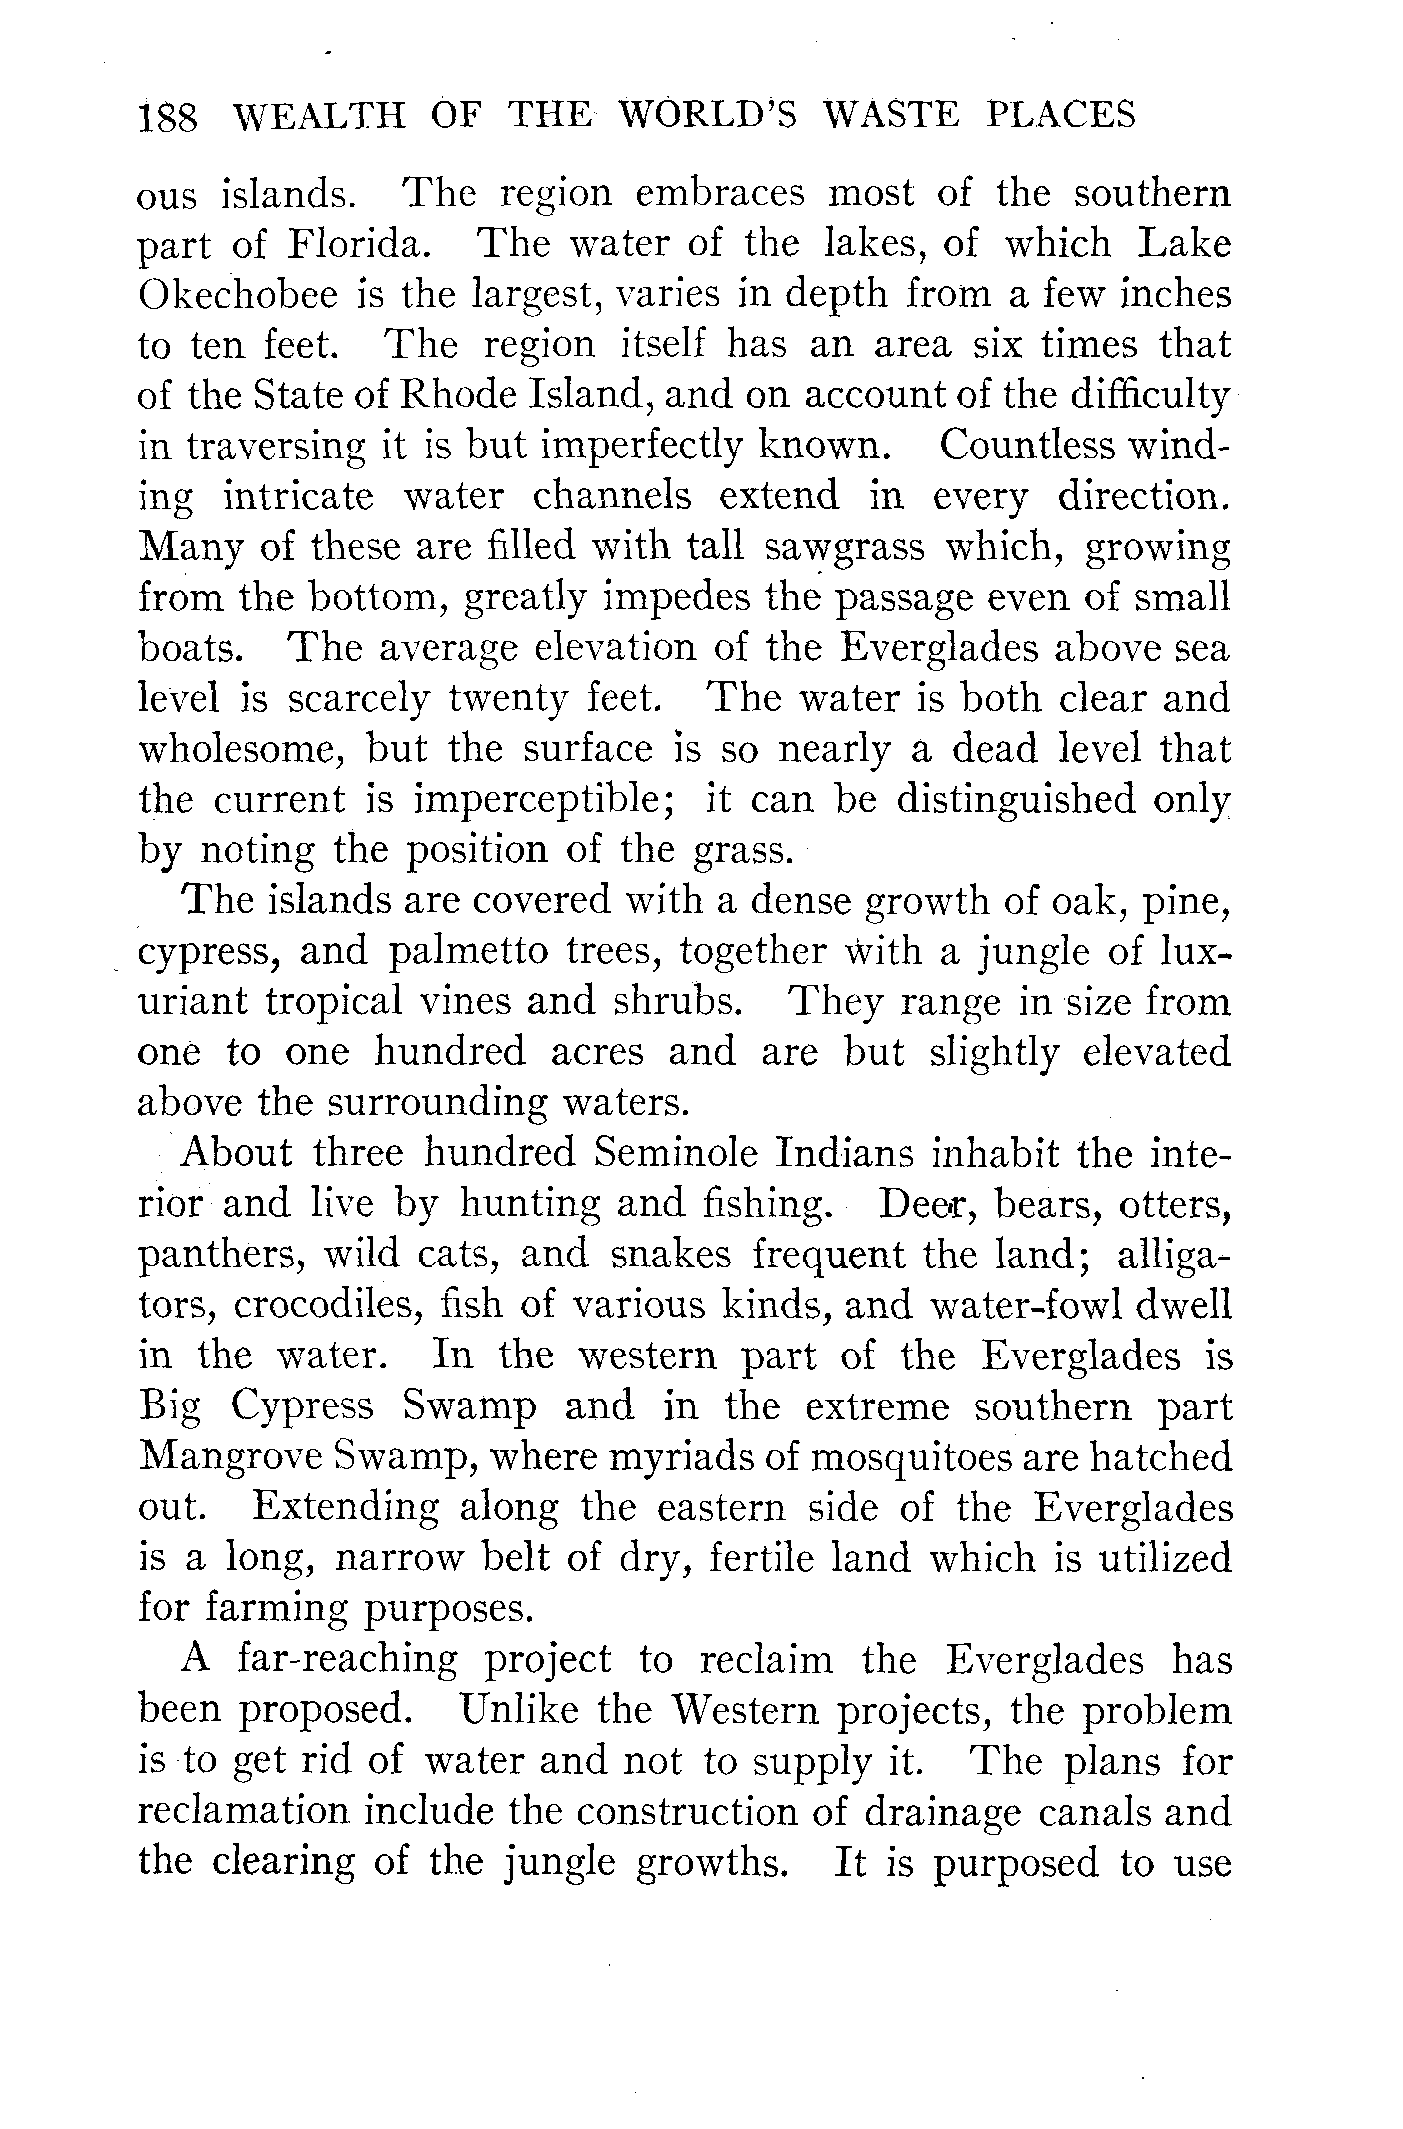 188 WEALTH OF THE WORLD'S WASTE PLACES
ous islands. The region embraces most of the southern
part of Florida. The water of the lakes, of which Lake
Okechobee is the largest, varies in depth from a few inches
to ten feet. The region itself has an area six times that
of the State of Rhode Island, and on account of the difficulty
in traversing it is but imperfectly known. Countless wind-
ing intricate water channels extend in every direction.
Many of these are filled with tall sawgrass which, growing
from the bottom, greatly impedes the passage even of small
boats. The average elevation of the Everglades above sea
level is scarcely twenty feet. The water is both clear and
wholesome, but the surface is so nearly a dead level that
the current is imperceptible; it can be distinguished only
by noting the position of the grass.
The islands are covered with a dense growth of oak, pine,
cypress, and palmetto trees, together with a jungle of lux-
uriant tropical vines and shrubs. They range in size from
one to one hundred acres and are but slightly elevated
above the surrounding waters.
About three hundred Seminole Indians inhabit the inte-
rior and live by hunting and fishing. Deer, bears, otters,
panthers, wild cats, and snakes frequent the land; alliga-
tors, crocodiles, fish of various kinds, and water-fowl dwell
in the water. In the western part of the Everglades is
Big Cypress Swamp and in the extreme southern part
Mangrove Swamp, where myriads of mosquitoes are hatched
out. Extending along the eastern side of the Everglades
is a long, narrow belt of dry, fertile land which is utilized
for farming purposes.
A far-reaching project to reclaim the Everglades has
been proposed. Unlike the Western projects, the problem
is to get rid of water and not to supply it. The plans for
reclamation include the construction of drainage canals and
the clearing of the jungle growths. It is purposed to use